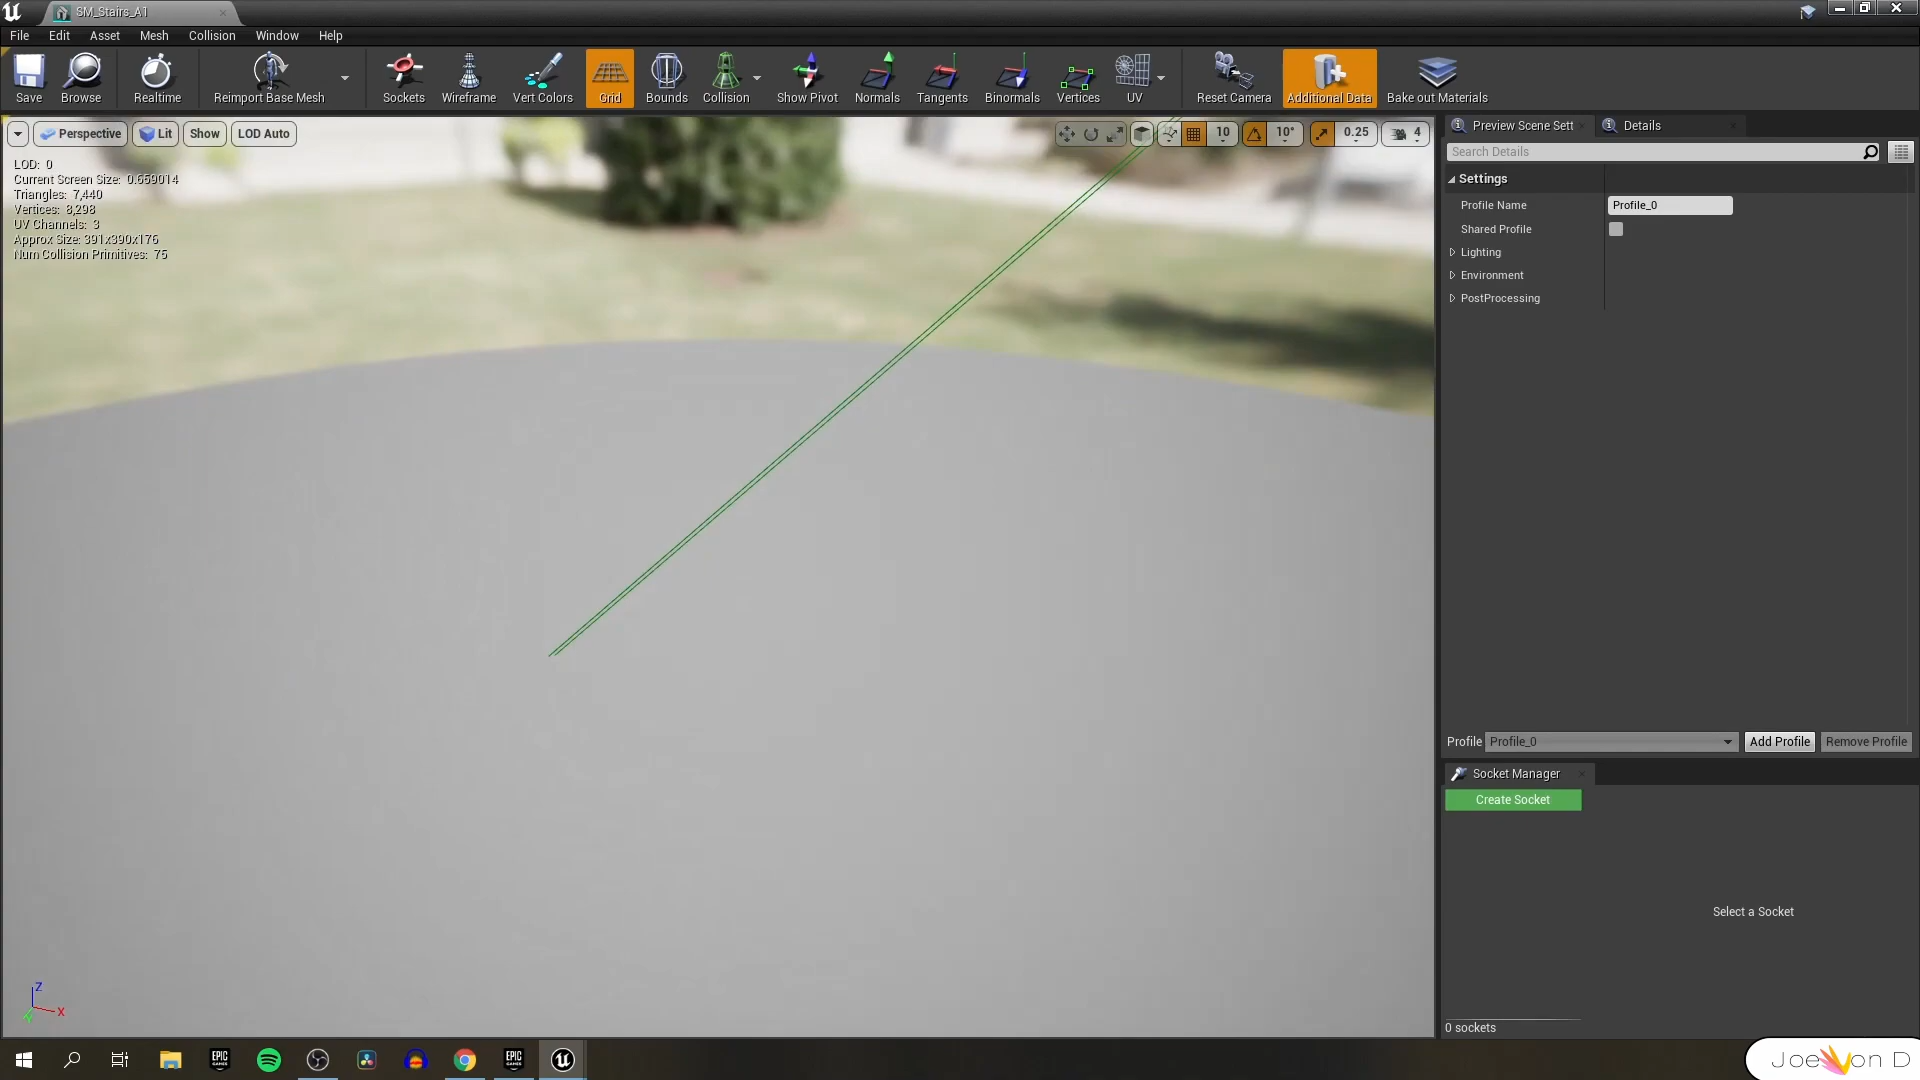 SM_Stairs_A1
File Edit Asset Mesh Collision Window Help
Save Browse Realtime Reimport Base Mesh Sockets Wireframe Vert Colors Grid Bounds Collision Show Pivot Normals Tangents Binormals Vertices UV Reset Camera Additional Data Bake out Materials
Perspective Lit Show LOD Auto 10 10° 0.25 4
LOD: 0
Current Screen Size: 0.659014
Triangles: 7,440
Vertices: 8,298
UV Channels: 3
Approx Size: 391x390x176
Num Collision Primitives: 75
Z
X
Y
Preview Scene Sett Details
Search Details
Settings
Profile Name Profile_0
Shared Profile
Lighting
Environment
PostProcessing
Profile Profile_0 Add Profile Remove Profile
Socket Manager
Create Socket
Select a Socket
0 sockets
EPIC GAMES EPIC GAMES
Joe Von D